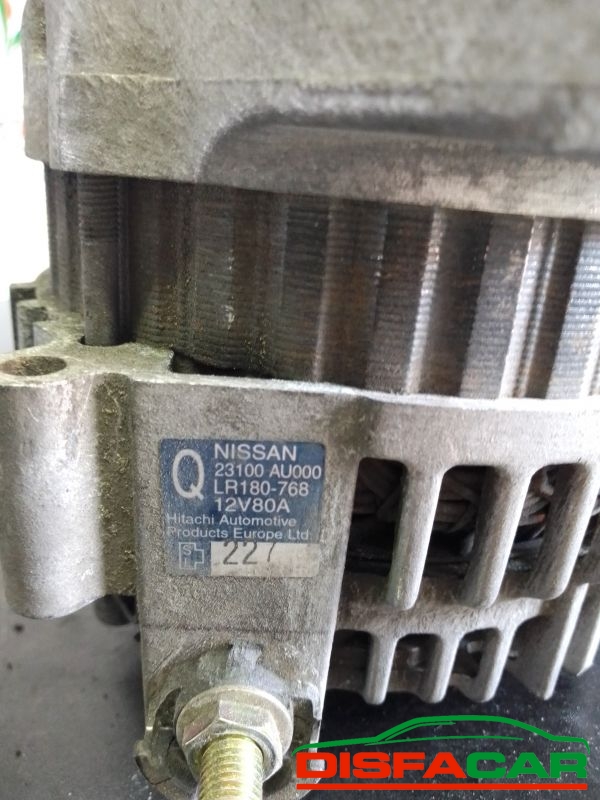 Q
NISSAN
23100 AU000
LR180-768
12V80A
Hitachi Automotive
Products Europe Ltd.
227
DISFACAR